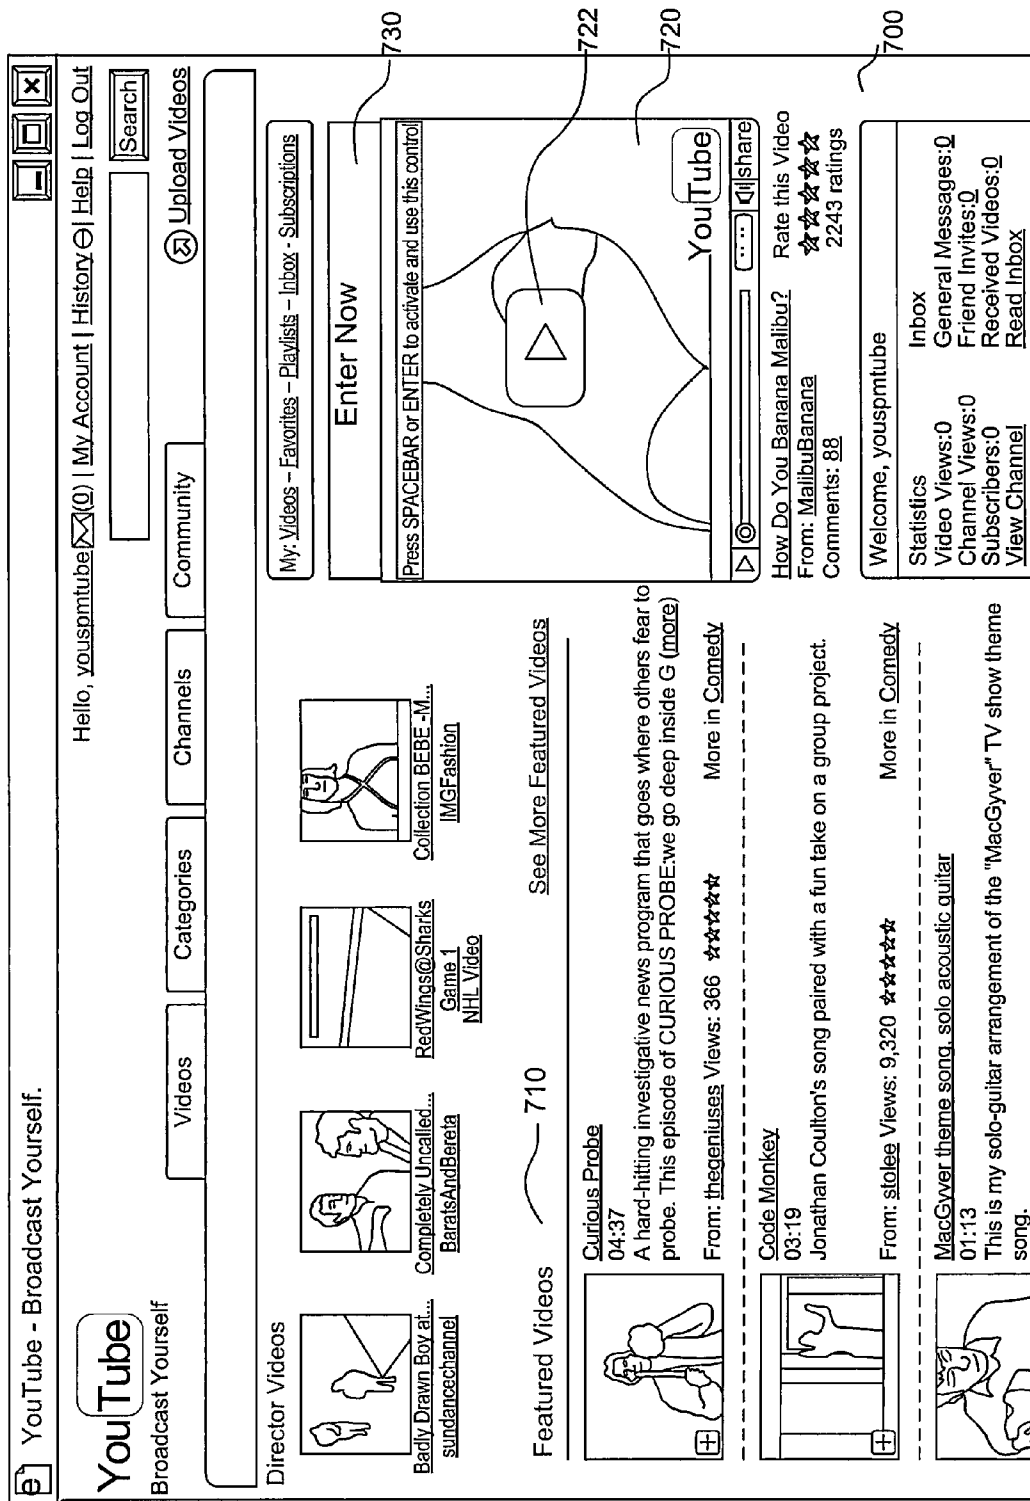 YouTube - Broadcast Yourself.
YouTube
Broadcast Yourself
Hello, youspmtube (0) | My Account | History | Help | Log Out
Search
Videos
Categories
Channels
Community
Upload Videos
Director Videos
Badly Drawn Boy at...
sundancechannel
Completely Uncalled...
BaratsAndBereta
RedWings@Sharks
Game 1
NHL Video
Collection BEBE -M...
IMGFashion
Featured Videos
710
See More Featured Videos
Curious Probe
04:37
A hard-hitting investigative news program that goes where others fear to
probe. This episode of CURIOUS PROBE:we go deep inside G (more)
From: thegeniuses Views: 366
More in Comedy
Code Monkey
03:19
Jonathan Coulton's song paired with a fun take on a group project.
From: stolee Views: 9,320
More in Comedy
MacGyver theme song, solo acoustic guitar
01:13
This is my solo-guitar arrangement of the "MacGyver" TV show theme
song.
My: Videos – Favorites – Playlists – Inbox - Subscriptions
Enter Now
730
Press SPACEBAR or ENTER to activate and use this control
722
720
YouTube
share
How Do You Banana Malibu?
From: MalibuBanana
Comments: 88
Rate this Video
2243 ratings
700
Welcome, youspmtube
Statistics
Video Views:0
Channel Views:0
Subscribers:0
View Channel
Inbox
General Messages:0
Friend Invites:0
Received Videos:0
Read Inbox